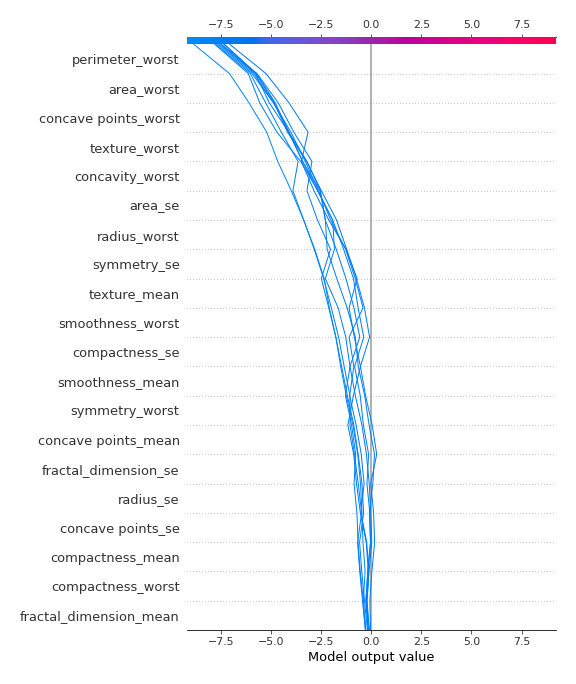 −7.5 −5.0 −2.5 0.0 2.5 5.0 7.5
perimeter_worst
area_worst
concave points_worst
texture_worst
concavity_worst
area_se
radius_worst
symmetry_se
texture_mean
smoothness_worst
compactness_se
smoothness_mean
symmetry_worst
concave points_mean
fractal_dimension_se
radius_se
concave points_se
compactness_mean
compactness_worst
fractal_dimension_mean
−7.5 −5.0 −2.5 0.0 2.5 5.0 7.5
Model output value